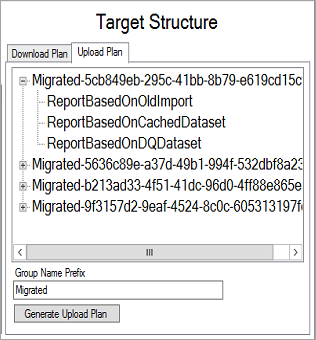 Target Structure
Download Plan
Upload Plan
Migrated-5cb849eb-295c-41bb-8b79-e619cd15c
ReportBasedOnOldImport
ReportBasedOnCachedDataset
ReportBasedOnDQDataset
Migrated-5636c89e-a37d-49b1-994f-532dbf8a23
Migrated-b213ad33-4f51-41dc-96d0-4ff88e865e
Migrated-9f3157d2-9eaf-4524-8c0c-605313197f
Group Name Prefix
Migrated
Generate Upload Plan